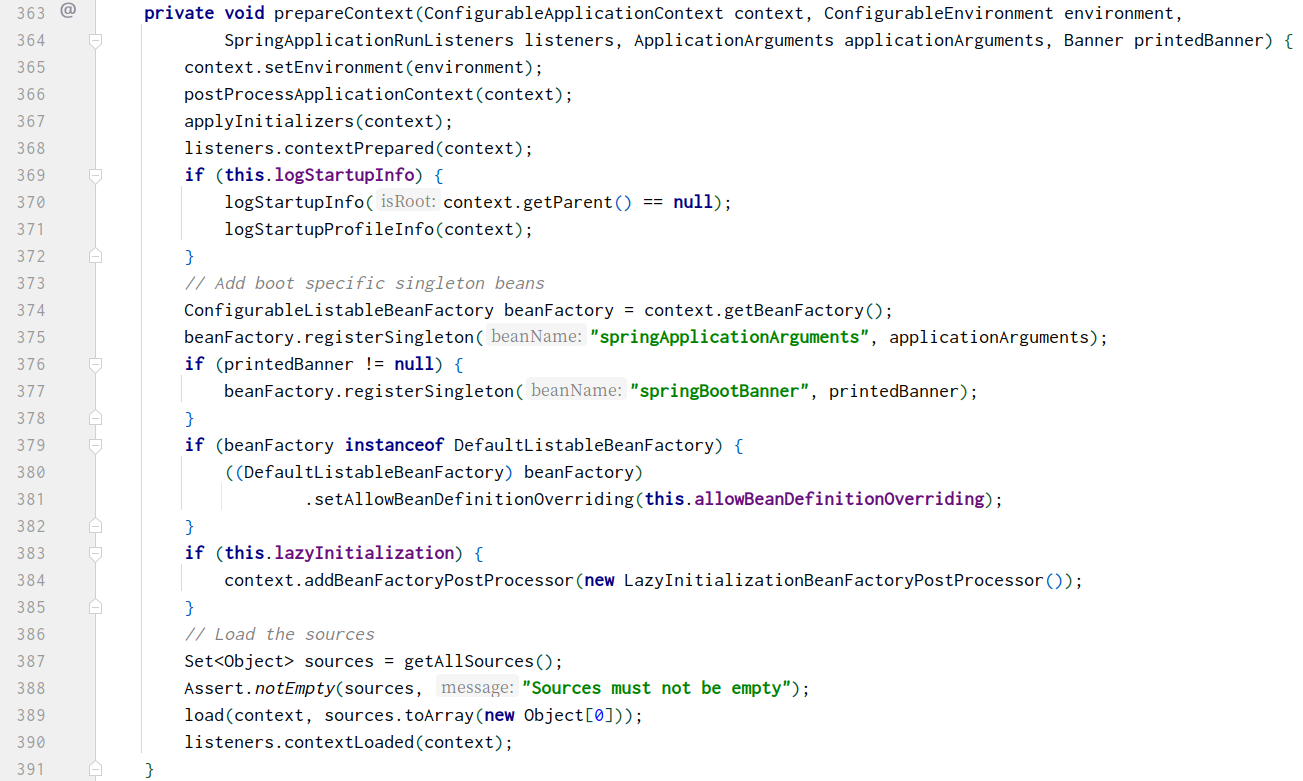 363 @ private void prepareContext(ConfigurableApplicationContext context, ConfigurableEnvironment environment,
364 SpringApplicationRunListeners listeners, ApplicationArguments applicationArguments, Banner printedBanner) {
365 context.setEnvironment(environment);
366 postProcessApplicationContext(context);
367 applyInitializers(context);
368 listeners.contextPrepared(context);
369 if (this.logStartupInfo) {
370 logStartupInfo( isRoot: context.getParent() == null);
371 logStartupProfileInfo(context);
372 }
373 // Add boot specific singleton beans
374 ConfigurableListableBeanFactory beanFactory = context.getBeanFactory();
375 beanFactory.registerSingleton( beanName: "springApplicationArguments", applicationArguments);
376 if (printedBanner != null) {
377 beanFactory.registerSingleton( beanName: "springBootBanner", printedBanner);
378 }
379 if (beanFactory instanceof DefaultListableBeanFactory) {
380 ((DefaultListableBeanFactory) beanFactory)
381 .setAllowBeanDefinitionOverriding(this.allowBeanDefinitionOverriding);
382 }
383 if (this.lazyInitialization) {
384 context.addBeanFactoryPostProcessor(new LazyInitializationBeanFactoryPostProcessor());
385 }
386 // Load the sources
387 Set<Object> sources = getAllSources();
388 Assert.notEmpty(sources, message: "Sources must not be empty");
389 load(context, sources.toArray(new Object[0]));
390 listeners.contextLoaded(context);
391 }